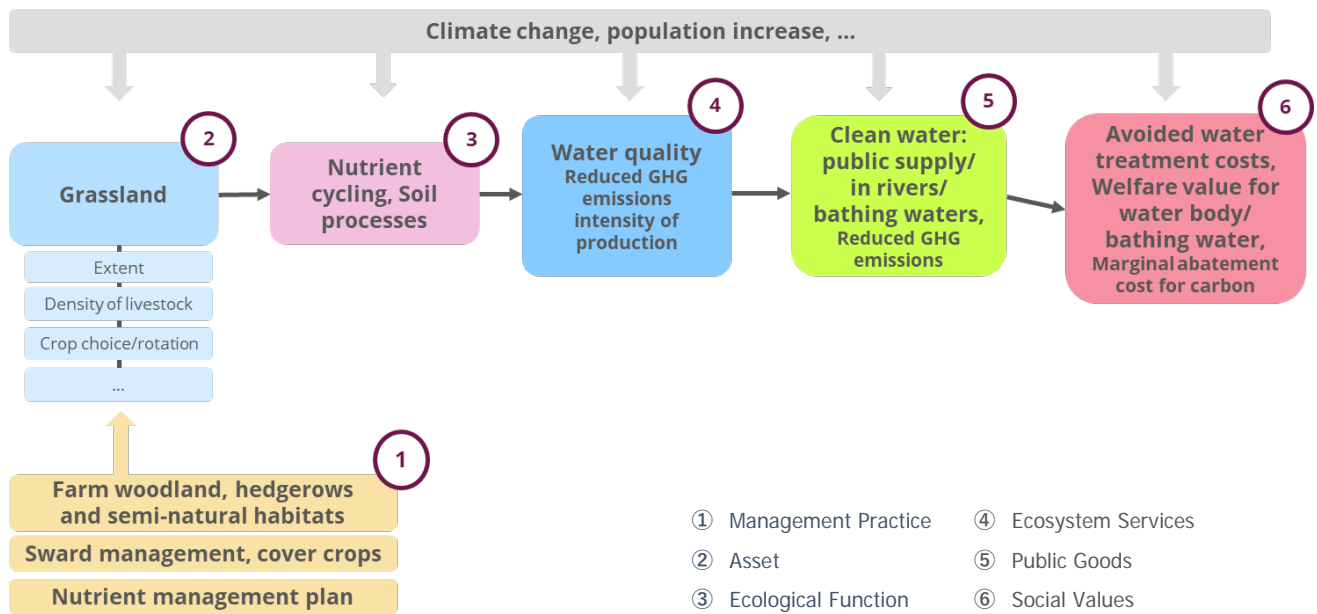 Climate change, population increase, ...
2
Grassland
Extent
Density of livestock
Crop choice/rotation
...
3
Nutrient
cycling, Soil
processes
4
Water quality
Reduced GHG
emissions
intensity of
production
5
Clean water:
public supply/
in rivers/
bathing waters,
Reduced GHG
emissions
6
Avoided water
treatment costs,
Welfare value for
water body/
bathing water,
Marginal abatement
cost for carbon
1
Farm woodland, hedgerows
and semi-natural habitats
Sward management, cover crops
Nutrient management plan
① Management Practice
② Asset
③ Ecological Function
④ Ecosystem Services
⑤ Public Goods
⑥ Social Values